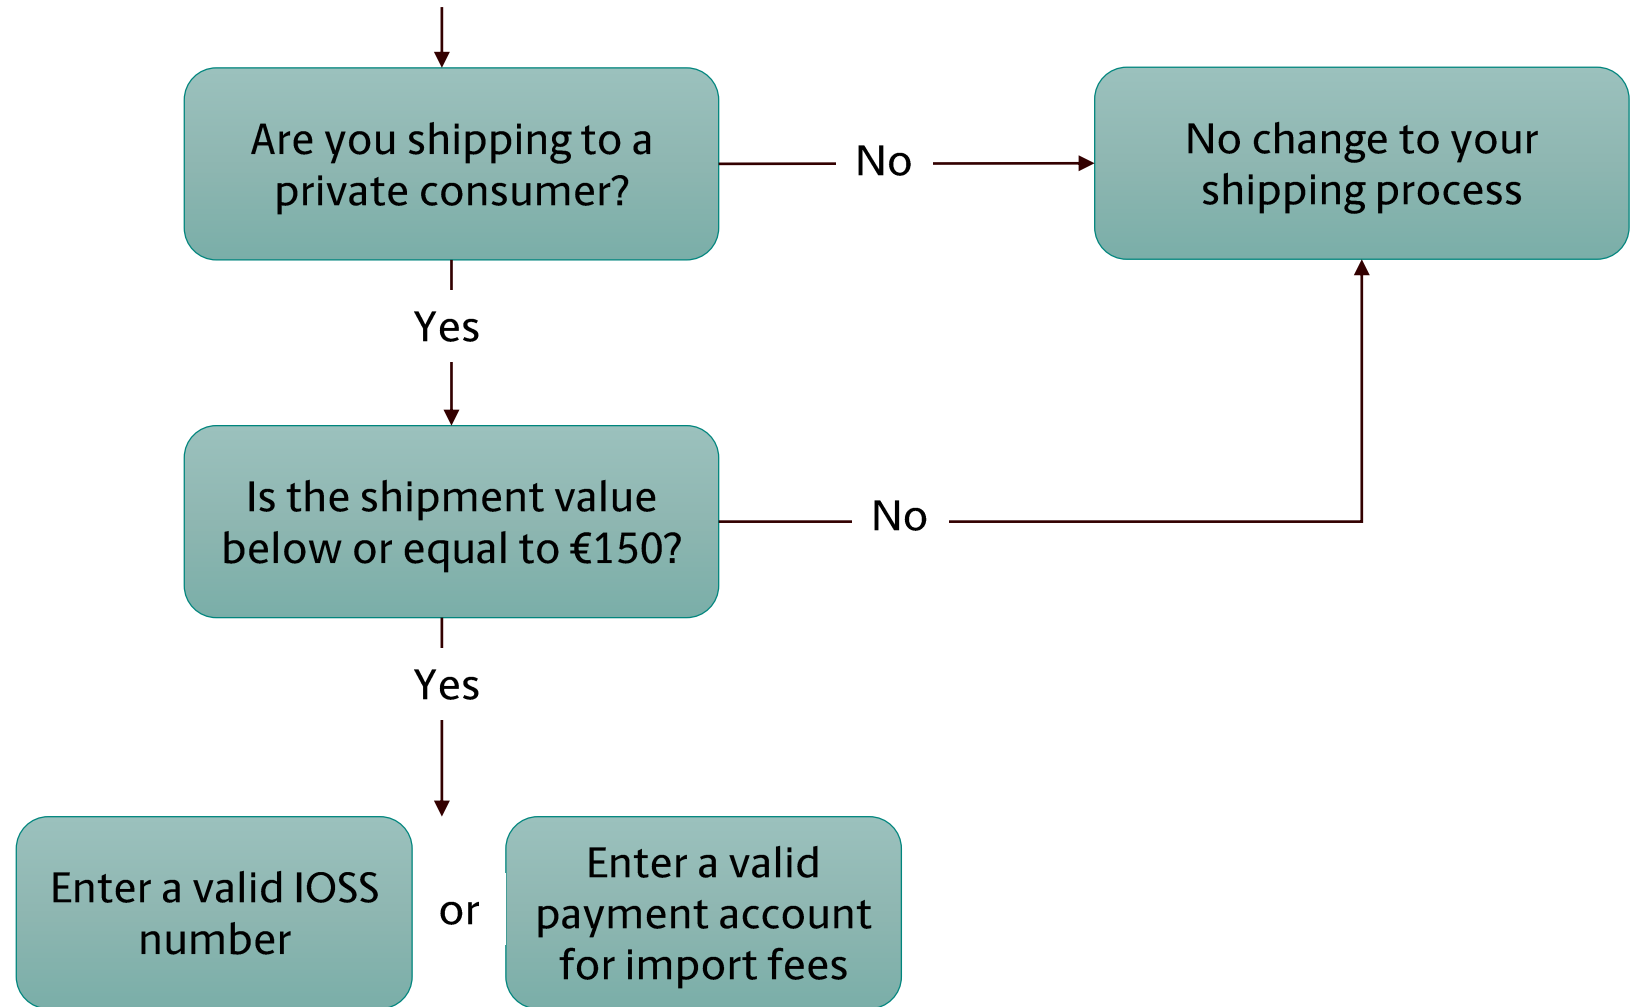 Are you shipping to a
private consumer?
No
No change to your
shipping process
Yes
Is the shipment value
below or equal to €150?
No
Yes
Enter a valid IOSS
number
or
Enter a valid
payment account
for import fees